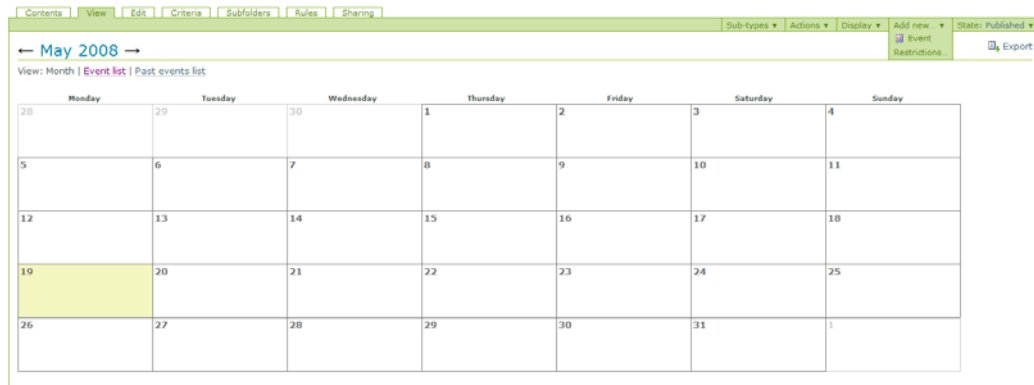 Contents View Edit Criteria Subfolders Rules Sharing
Sub-types ▼ Actions ▼ Display ▼ Add new... ▼ State: Published ▼
Event
Restrictions...
Export
← May 2008 →
View: Month | Event list | Past events list
Monday Tuesday Wednesday Thursday Friday Saturday Sunday
28 29 30 1 2 3 4
5 6 7 8 9 10 11
12 13 14 15 16 17 18
19 20 21 22 23 24 25
26 27 28 29 30 31 1